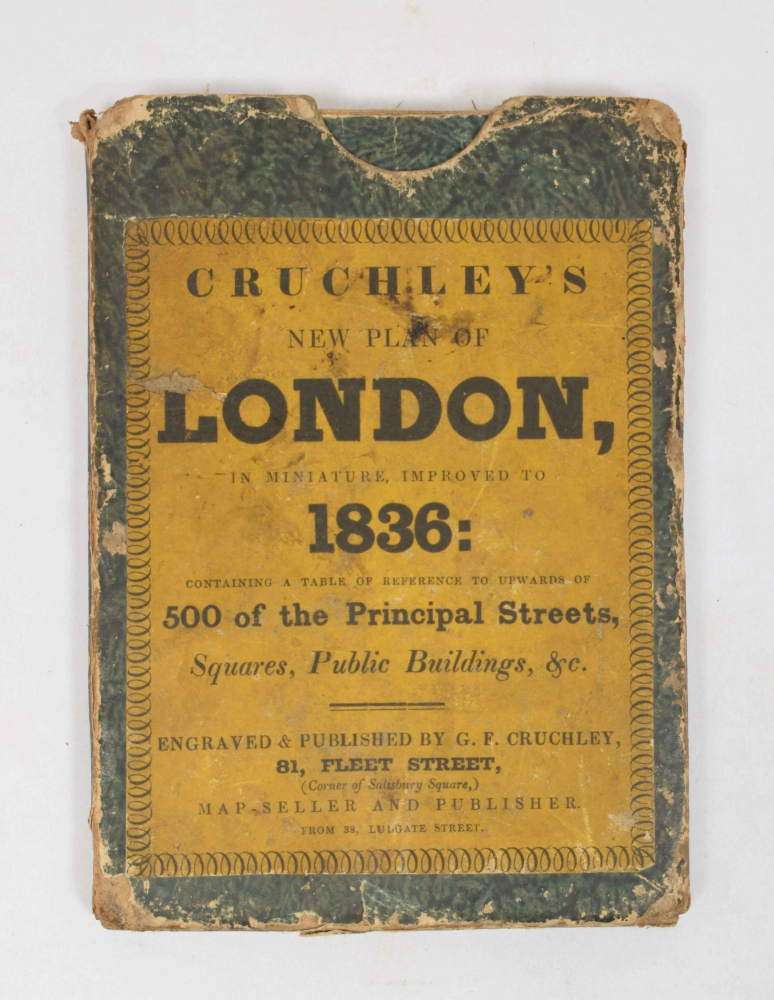 CRUCHLEY'S
NEW PLAN OF
LONDON,
IN MINIATURE, IMPROVED TO
1836:
CONTAINING A TABLE OF REFERENCE TO UPWARDS OF
500 of the Principal Streets,
Squares, Public Buildings, &c.
ENGRAVED & PUBLISHED BY G. F. CRUCHLEY,
81, FLEET STREET,
(Corner of Salisbury Square,)
MAP-SELLER AND PUBLISHER.
FROM 38, LUDGATE STREET.